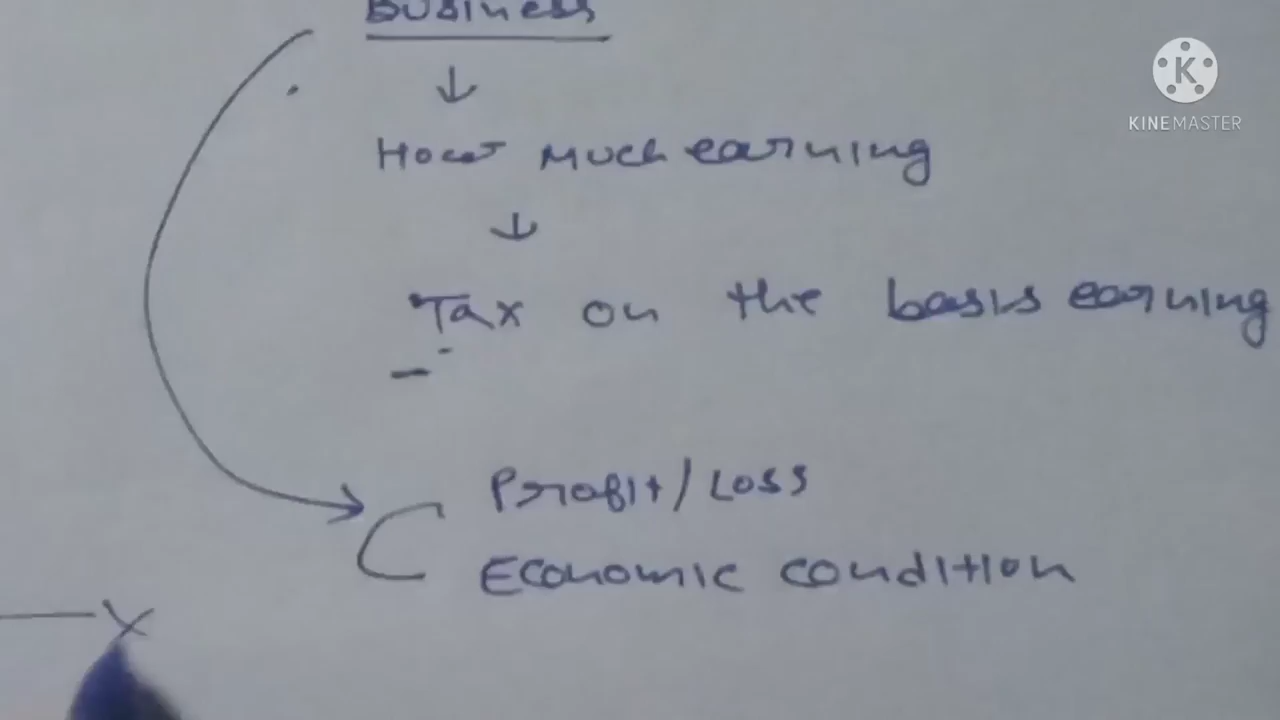 Business
↓
How much earning
↓
Tax on the basis earning
Profit/Loss
Economic condition
X
K
KINEMASTER